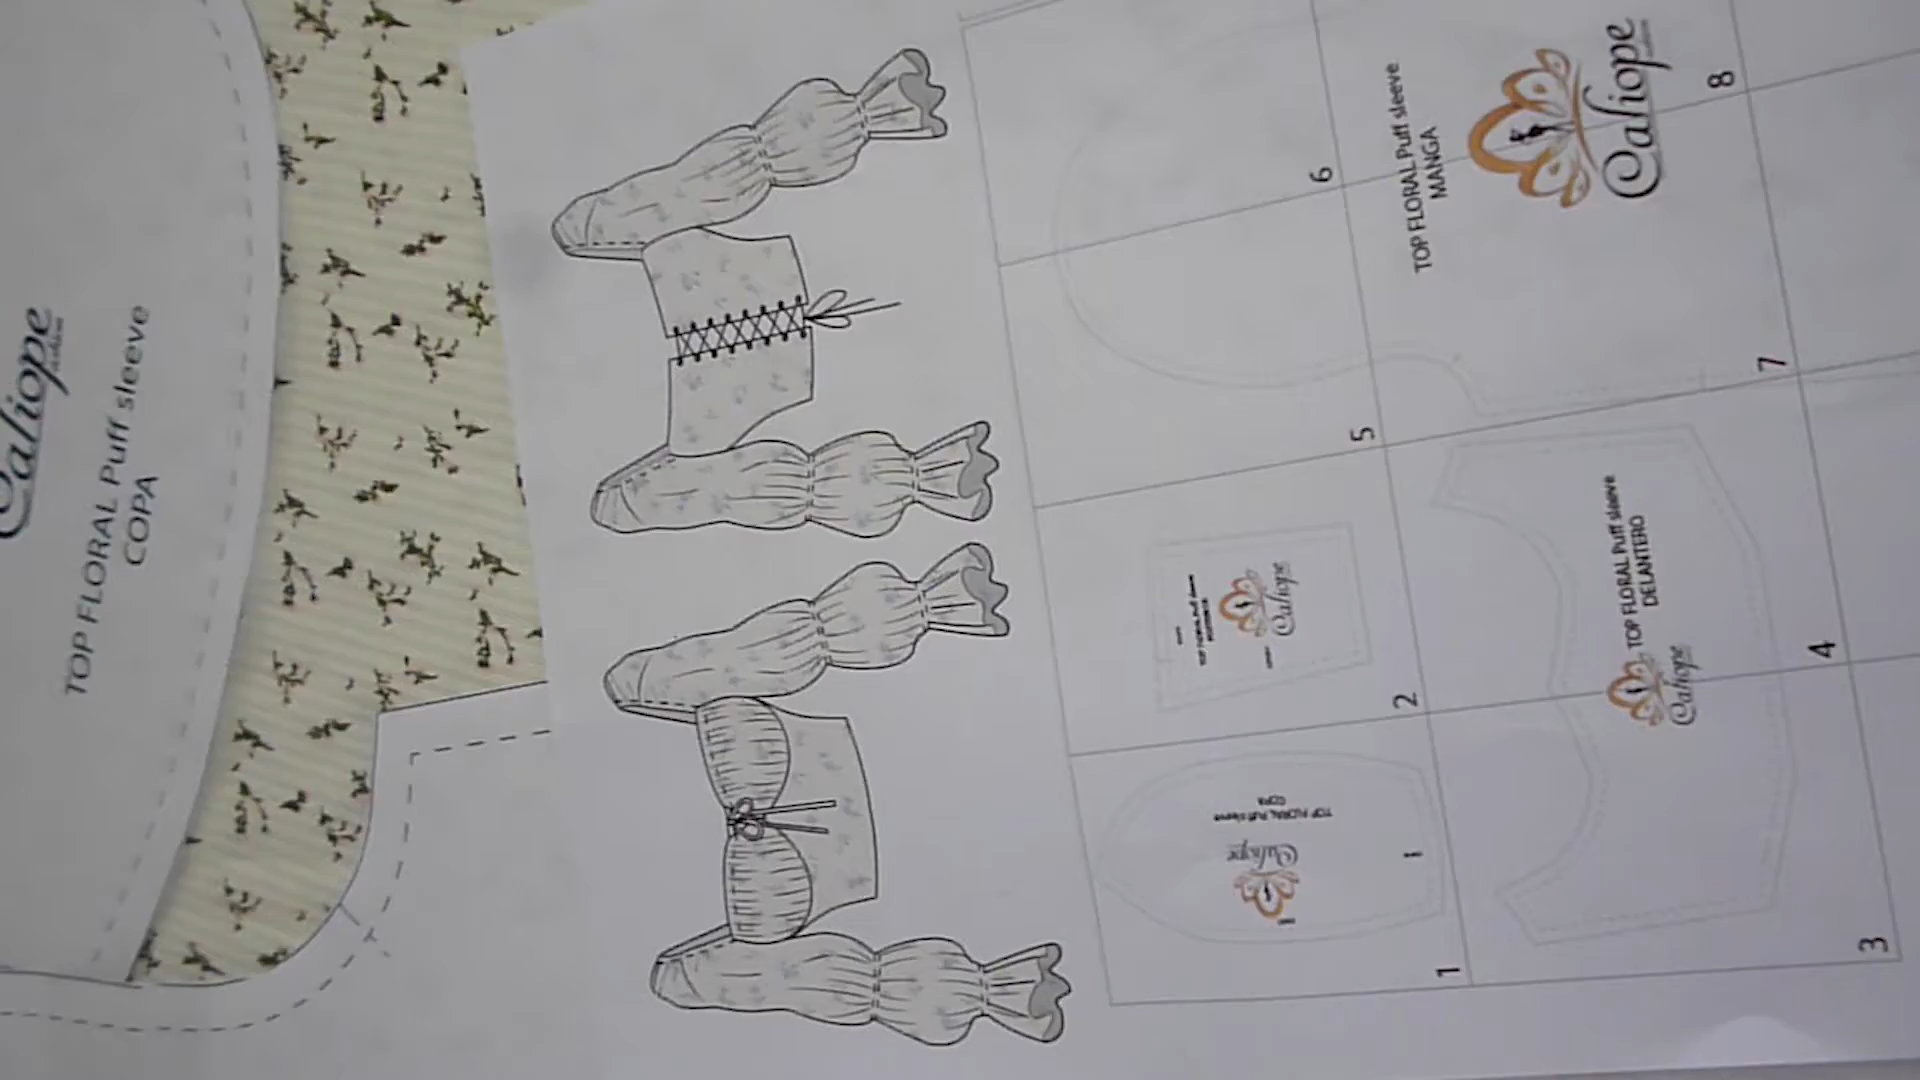 Caliope
TOP FLORAL Puff sleeve
COPA
6
TOP FLORAL Puff sleeve
MANGA
Caliope
8
5
7
2
Caliope
TOP FLORAL Puff sleeve
DELANTERO
Caliope
4
TOP FLORAL Puff sleeve
COPA
Caliope
1
1
3